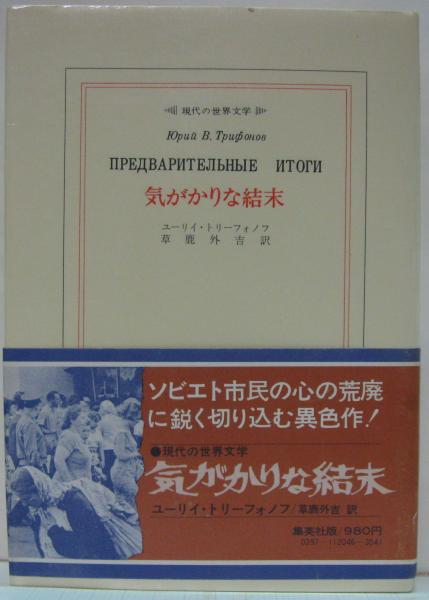 現代の世界文学
Юрий В. Трифонов
ПРЕДВАРИТЕЛЬНЫЕ ИТОГИ
気がかりな結末
ユーリイ・トリーフォノフ
草鹿外吉訳
ソビエト市民の心の荒廃
に鋭く切り込む異色作!
●現代の世界文学
気がかりな結末
ユーリイ・トリーフォノフ/草鹿外吉 訳
集英社版/980円
0397-112046-3041